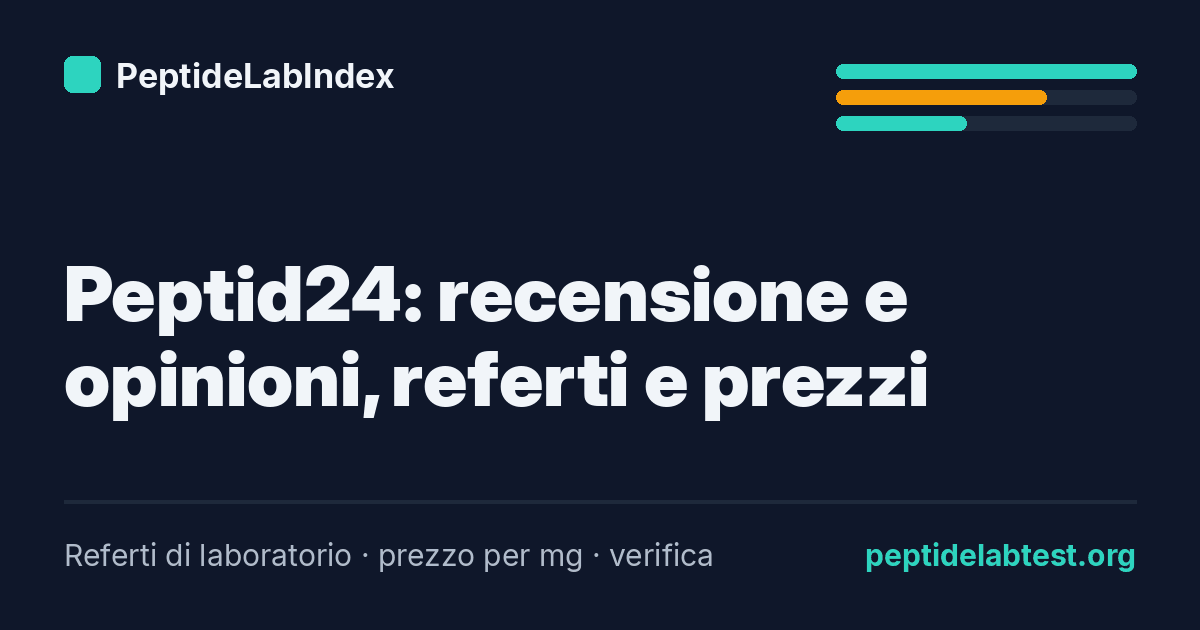 PeptideLabIndex
Peptid24: recensione e
opinioni, referti e prezzi
Referti di laboratorio · prezzo per mg · verifica
peptidelabtest.org